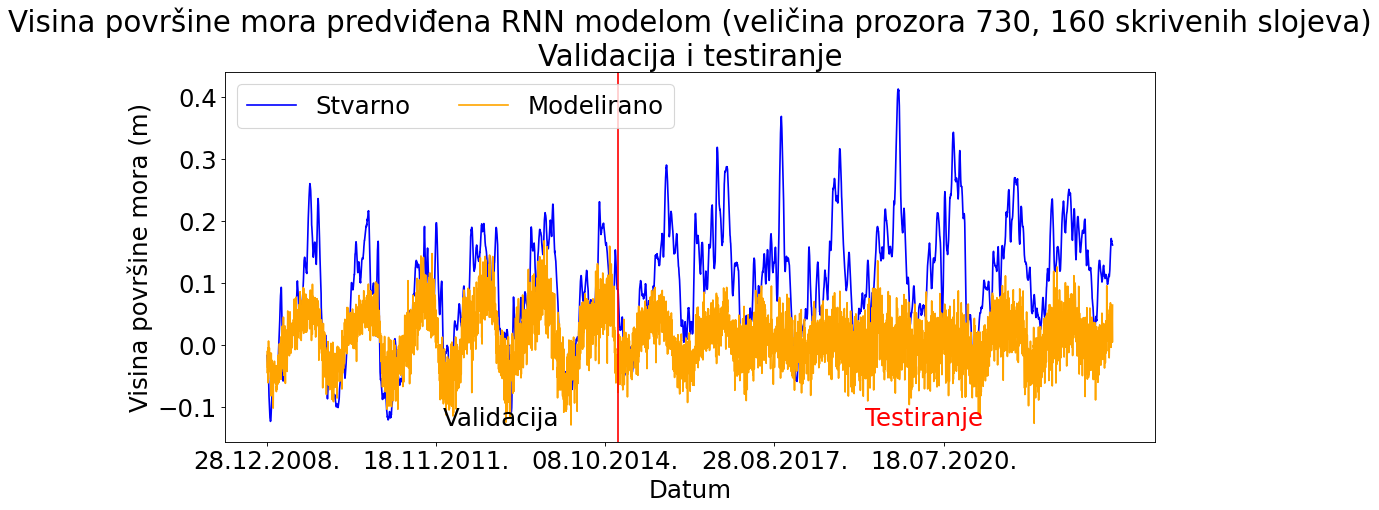 Visina površine mora predviđena RNN modelom (veličina prozora 730, 160 skrivenih slojeva)
Validacija i testiranje
Stvarno Modelirano
Visina površine mora (m)
0.4
0.3
0.2
0.1
0.0
−0.1
Validacija
Testiranje
28.12.2008. 18.11.2011. 08.10.2014. 28.08.2017. 18.07.2020.
Datum